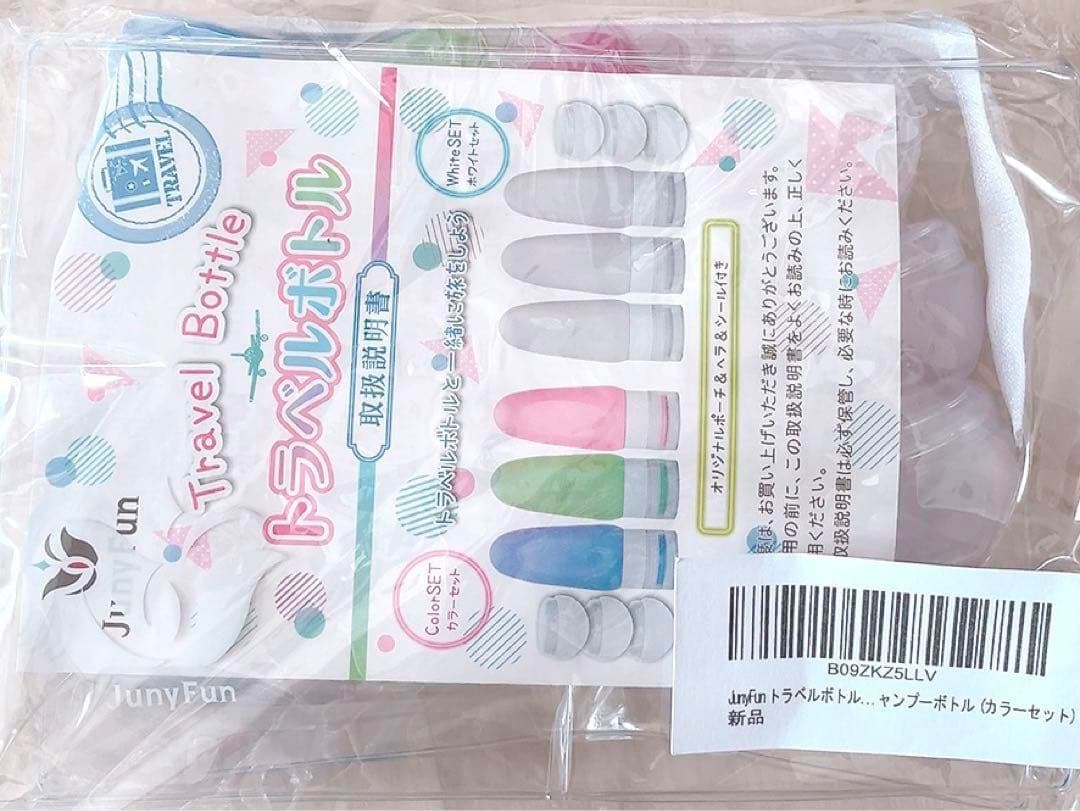 JunyFun
TRAVEL
Travel Bottle
トラベルボトル
取扱説明書
トラベルボトルと一緒に旅をしよう
ColorSET
カラーセット
WhiteSET
ホワイトセット
オリジナルポーチ&ヘラ&シール付き
は、お買い上げいただき誠にありがとうございます。
用の前に、この取扱説明書をよくお読みの上、正しく
用ください。
取扱説明書は必ず保管し、必要な時にお読みください。
JunyFun
B09ZKZ5LLV
JunyFun トラベルボトル... ャンプーボトル (カラーセット)
新品